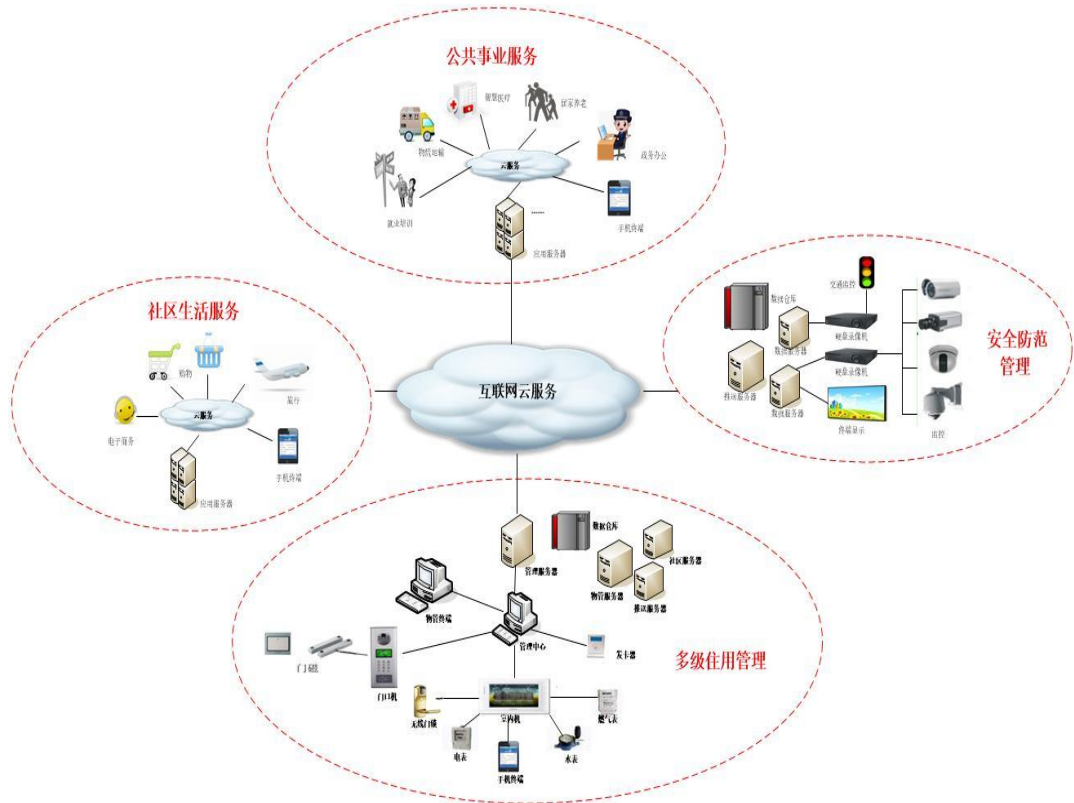 公共事业服务
智慧医疗
居家养老
物流运输
云服务
政务办公
就业培训
......
手机终端
应用服务器
社区生活服务
购物
旅行
云服务
电子商务
手机终端
应用服务器
互联网云服务
交通监控
数据仓库
数据服务器
硬盘录像机
安全防范
管理
硬盘录像机
推送服务器
数据服务器
终端显示
监控
数据仓库
管理服务器
社区服务器
物管服务器
推送服务器
物管终端
管理中心
发卡器
多级住用管理
门磁
门口机
无线门锁
室内机
燃气表
电表
水表
手机终端